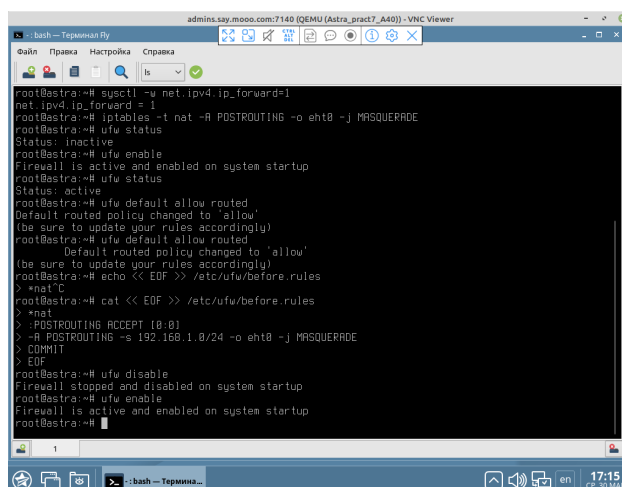 admins.say.mooo.com:7140 (QEMU (Astra_pract7_A40)) - VNC Viewer
- : bash — Терминал Fly
CTRL ALT DEL
Файл Правка Настройка Справка
ls
root@astra:~# sysctl -w net.ipv4.ip_forward=1
net.ipv4.ip_forward = 1
root@astra:~# iptables -t nat -A POSTROUTING -o eht0 -j MASQUERADE
root@astra:~# ufw status
Status: inactive
root@astra:~# ufw enable
Firewall is active and enabled on system startup
root@astra:~# ufw status
Status: active
root@astra:~# ufw default allow routed
Default routed policy changed to 'allow'
(be sure to update your rules accordingly)
root@astra:~# ufw default allow routed
Default routed policy changed to 'allow'
(be sure to update your rules accordingly)
root@astra:~# echo << EOF >> /etc/ufw/before.rules
> *nat^C
root@astra:~# cat << EOF >> /etc/ufw/before.rules
> *nat
> :POSTROUTING ACCEPT [0:0]
> -A POSTROUTING -s 192.168.1.0/24 -o eht0 -j MASQUERADE
> COMMIT
> EOF
root@astra:~# ufw disable
Firewall stopped and disabled on system startup
root@astra:~# ufw enable
Firewall is active and enabled on system startup
root@astra:~#
1
- : bash — Термина...
en
17:15
СР, 30 МА